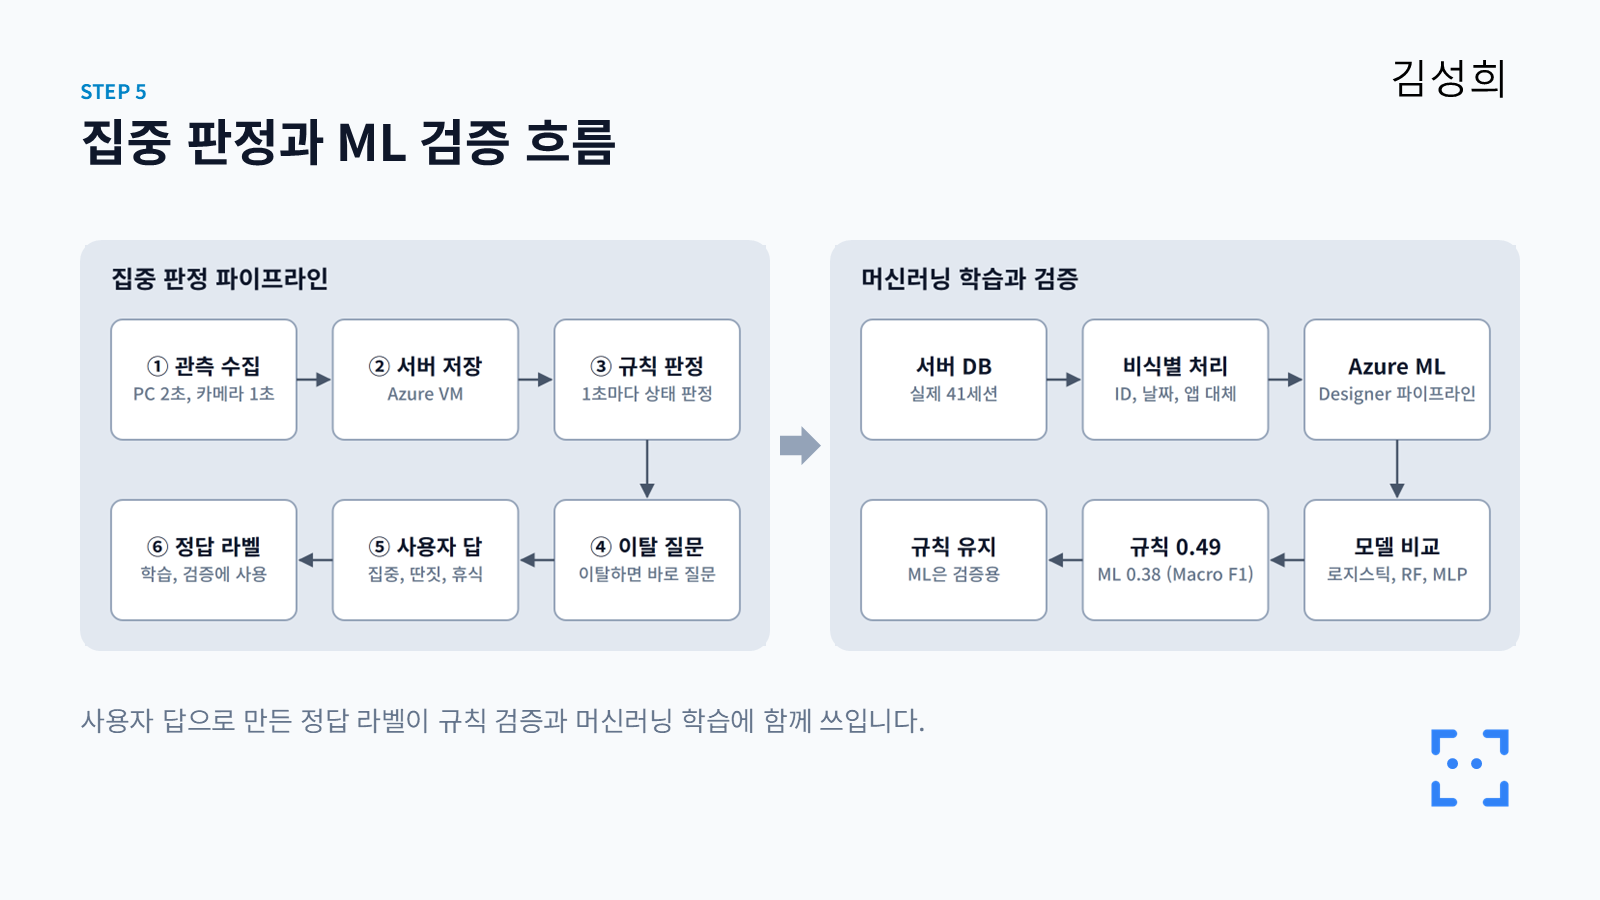 김성희
STEP 5
집중 판정과 ML 검증 흐름
집중 판정 파이프라인
① 관측 수집
PC 2초, 카메라 1초
② 서버 저장
Azure VM
③ 규칙 판정
1초마다 상태 판정
④ 이탈 질문
이탈하면 바로 질문
⑤ 사용자 답
집중, 딴짓, 휴식
⑥ 정답 라벨
학습, 검증에 사용
머신러닝 학습과 검증
서버 DB
실제 41세션
비식별 처리
ID, 날짜, 앱 대체
Azure ML
Designer 파이프라인
모델 비교
로지스틱, RF, MLP
규칙 0.49
ML 0.38 (Macro F1)
규칙 유지
ML은 검증용
사용자 답으로 만든 정답 라벨이 규칙 검증과 머신러닝 학습에 함께 쓰입니다.